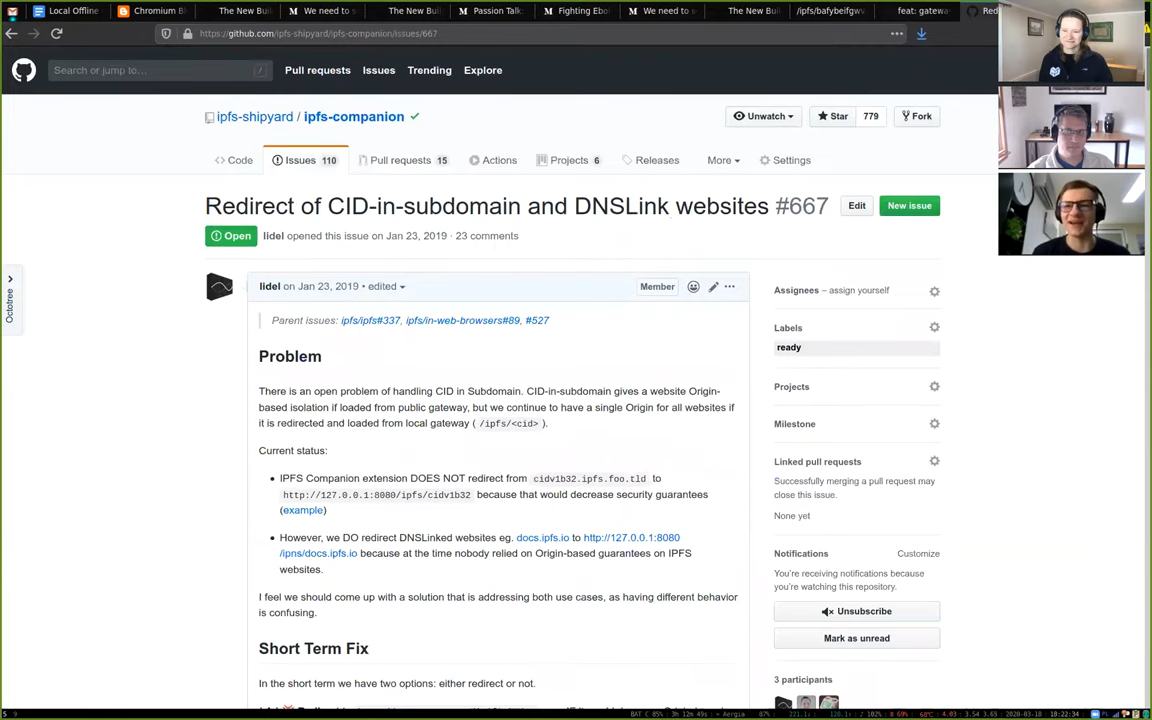 Local Offline
Chromium B
The New Bui
We need to s
The New Bui
Passion Talk:
Fighting Ebo
We need to s
The New Bui
/ipfs/bafybeifgwv
feat: gatewa
Red
https://github.com/ipfs-shipyard/ipfs-companion/issues/667
Search or jump to…
/
Pull requests
Issues
Trending
Explore
ipfs-shipyard / ipfs-companion
Unwatch
Star
779
Fork
Code
Issues 110
Pull requests 15
Actions
Projects 6
Releases
More
Settings
Redirect of CID-in-subdomain and DNSLink websites #667
Edit
New issue
Open
lidel opened this issue on Jan 23, 2019 · 23 comments
Octotree
lidel on Jan 23, 2019 • edited
Member
Parent issues: ipfs/ipfs#337, ipfs/in-web-browsers#89, #527
Problem
There is an open problem of handling CID in Subdomain. CID-in-subdomain gives a website Origin-
based isolation if loaded from public gateway, but we continue to have a single Origin for all websites if
it is redirected and loaded from local gateway ( /ipfs/<cid> ).
Current status:
• IPFS Companion extension DOES NOT redirect from cidv1b32.ipfs.foo.tld to
http://127.0.0.1:8080/ipfs/cidv1b32 because that would decrease security guarantees
(example)
• However, we DO redirect DNSLinked websites eg. docs.ipfs.io to http://127.0.0.1:8080
/ipns/docs.ipfs.io because at the time nobody relied on Origin-based guarantees on IPFS
websites.
I feel we should come up with a solution that is addressing both use cases, as having different behavior
is confusing.
Short Term Fix
In the short term we have two options: either redirect or not.
Assignees – assign yourself
Labels
ready
Projects
Milestone
Linked pull requests
Successfully merging a pull request may
close this issue.
None yet
Notifications
Customize
You're receiving notifications because
you're watching this repository.
Unsubscribe
Mark as unread
3 participants
2020-03-18